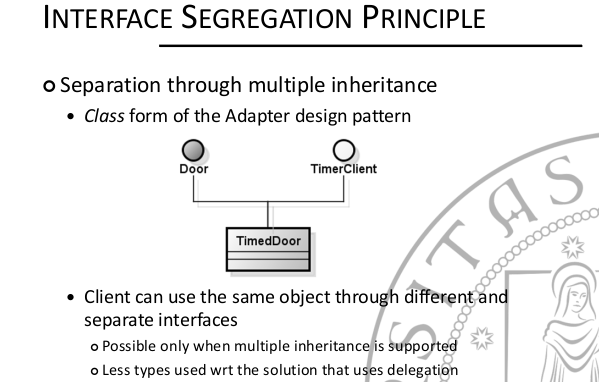 INTERFACE SEGREGATION PRINCIPLE
Separation through multiple inheritance
Class form of the Adapter design pattern
Door
TimerClient
TimedDoor
Client can use the same object through different and
separate interfaces
Possible only when multiple inheritance is supported
Less types used wrt the solution that uses delegation
SITAS